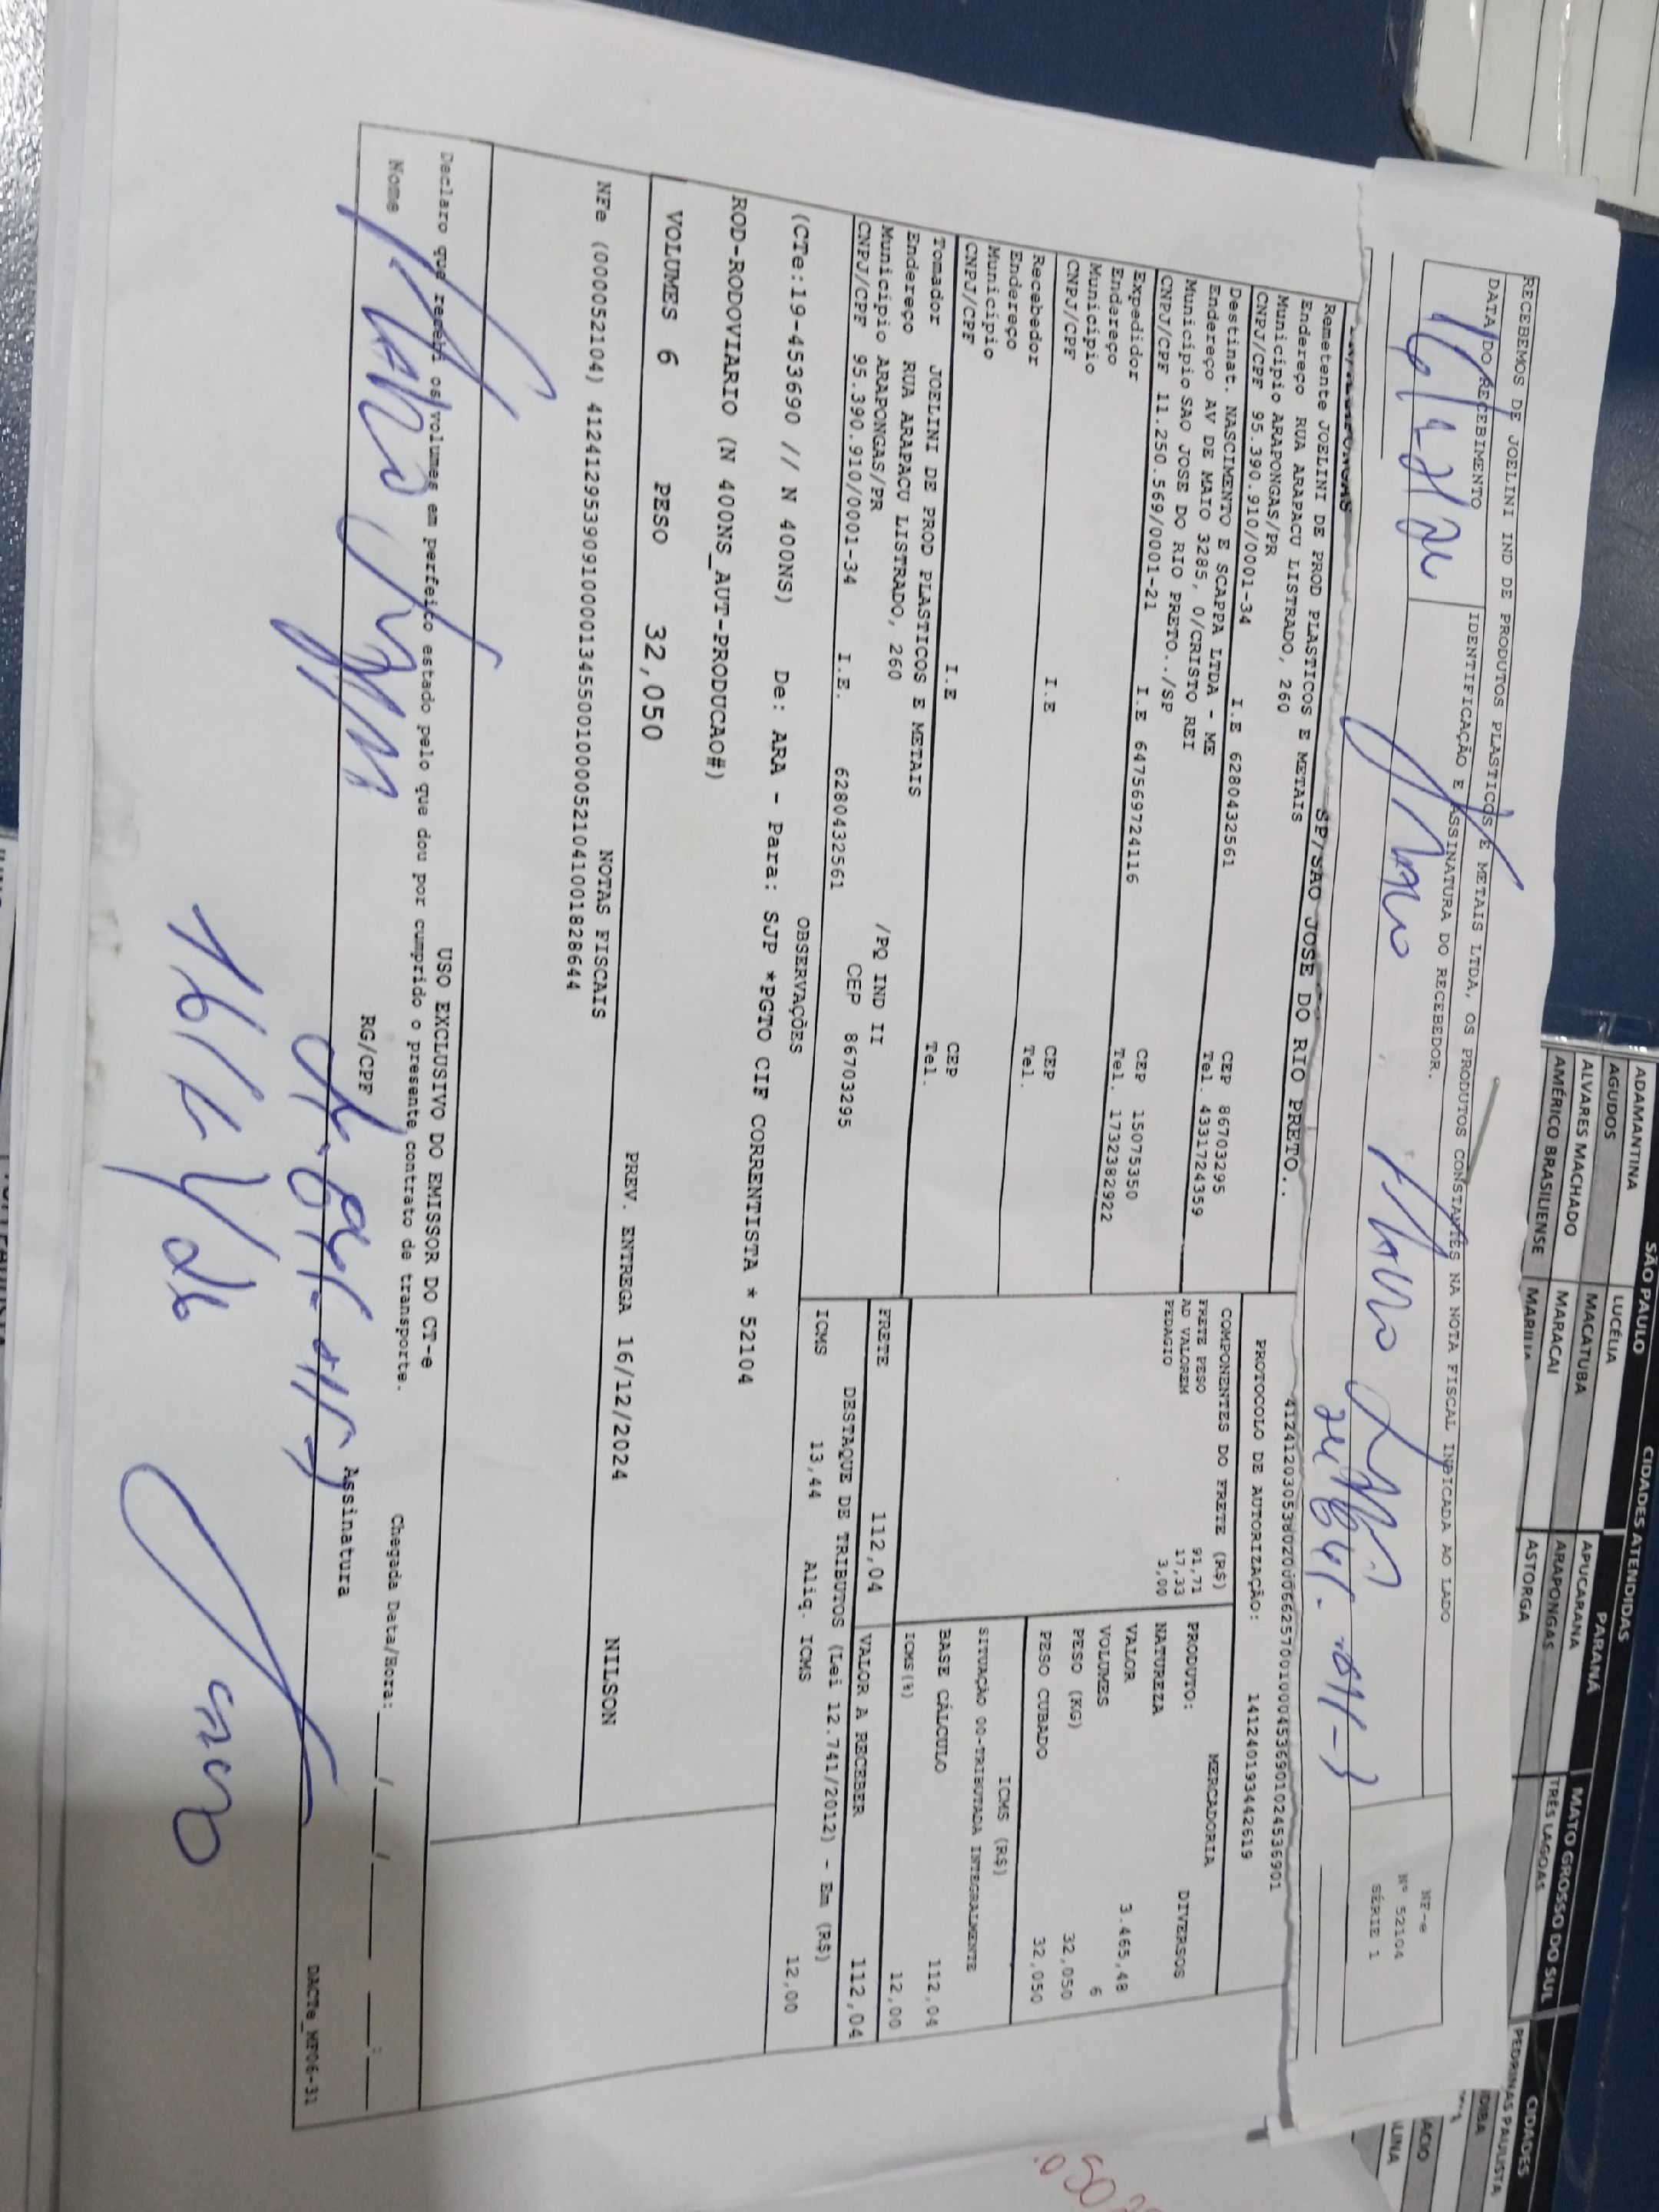 SÃO PAULO CIDADES ATENDIDAS PARANÁ MATO GROSSO DO SUL CIDADES
ADAMANTINA LUCÉLIA APUCARANA TRÊS LAGOAS PEDRINHAS PAULISTA
AGUDOS MACATUBA ARAPONGAS
ALVARES MACHADO MARACAI ASTORGA
AMÉRICO BRASILIENSE MARILIA
RECEBEMOS DE JOELINI IND DE PRODUTOS PLASTICOS E METAIS LTDA, OS PRODUTOS CONSTANTES NA NOTA FISCAL INDICADA AO LADO
DATA DO RECEBIMENTO
IDENTIFICAÇÃO E ASSINATURA DO RECEBEDOR.
NF-e
Nº 52104
SÉRIE 1
SP/SAO JOSE DO RIO PRETO..
Remetente JOELINI DE PROD PLASTICOS E METAIS
Endereço RUA ARAPACU LISTRADO, 260
Município ARAPONGAS/PR CEP 86703295
CNPJ/CPF 95.390.910/0001-34 I.E 6280432561 Tel. 4331724359
Destinat. NASCIMENTO E SCAPPA LTDA - ME
Endereço AV DE MAIO 3285, 0/CRISTO REI
Município SAO JOSE DO RIO PRETO../SP CEP 15075350
CNPJ/CPF 11.250.569/0001-21 I.E 647569724116 Tel. 1732382922
Expedidor
Endereço
Município CEP
CNPJ/CPF I.E Tel.
Recebedor
Endereço
Município CEP
CNPJ/CPF I.E Tel.
Tomador JOELINI DE PROD PLASTICOS E METAIS
Endereço RUA ARAPACU LISTRADO, 260 /PQ IND II
Município ARAPONGAS/PR
CNPJ/CPF 95.390.910/0001-34 I.E. 6280432561 CEP 86703295
PROTOCOLO DE AUTORIZAÇÃO: 141240193442619
COMPONENTES DO FRETE (R$)
FRETE PESO 91,71
AD VALOREM 17,33
PEDAGIO 3,00
MERCADORIA
PRODUTO: DIVERSOS
NATUREZA
VALOR 3.465,48
VOLUMES 6
PESO (KG) 32,050
PESO CUBADO 32,050
ICMS (R$)
SITUAÇÃO 00-TRIBUTADA INTEGRALMENTE
BASE CÁLCULO 112,04
ICMS(%) 12,00
FRETE 112,04 VALOR A RECEBER 112,04
DESTAQUE DE TRIBUTOS (Lei 12.741/2012) - Em (R$)
ICMS 13,44 Aliq. ICMS 12,00
OBSERVAÇÕES
(CTe:19-453690 // N 400NS) De: ARA - Para: SJP *PGTO CIF CORRENTISTA * 52104
ROD-RODOVIARIO (N 400NS_AUT-PRODUCAO#)
VOLUMES 6 PESO 32,050 PREV. ENTREGA 16/12/2024 NILSON
NOTAS FISCAIS
NFe (000052104) 41241295390910000134550010000521041001828644
USO EXCLUSIVO DO EMISSOR DO CT-e
Declaro que recebi os volumes em perfeito estado pelo que dou por cumprido o presente contrato de transporte.
Nome RG/CPF Assinatura Chegada Data/Hora: __/__/____ __:__
DACTe_MF06-31